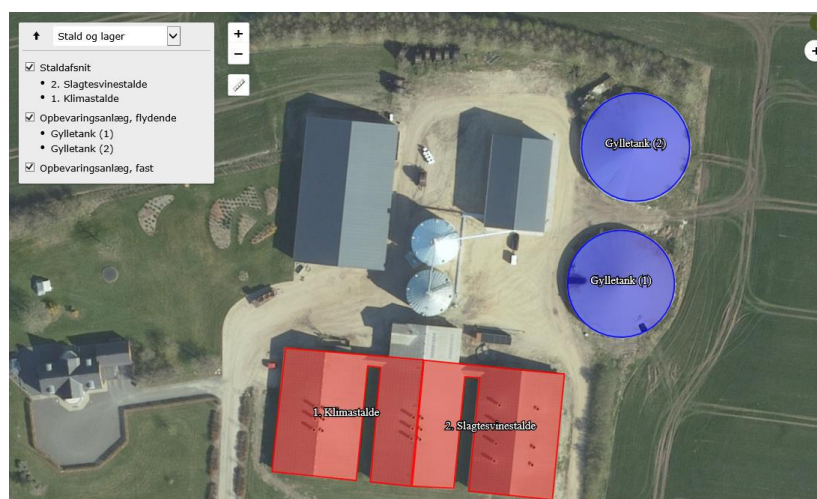 Stald og lager
Staldafsnit
2. Slagtesvinestalde
1. Klimastalde
Opbevaringsanlæg, flydende
Gylletank (1)
Gylletank (2)
Opbevaringsanlæg, fast
+
−
+
Gylletank (2)
Gylletank (1)
1. Klimastalde
2. Slagtesvinestalde